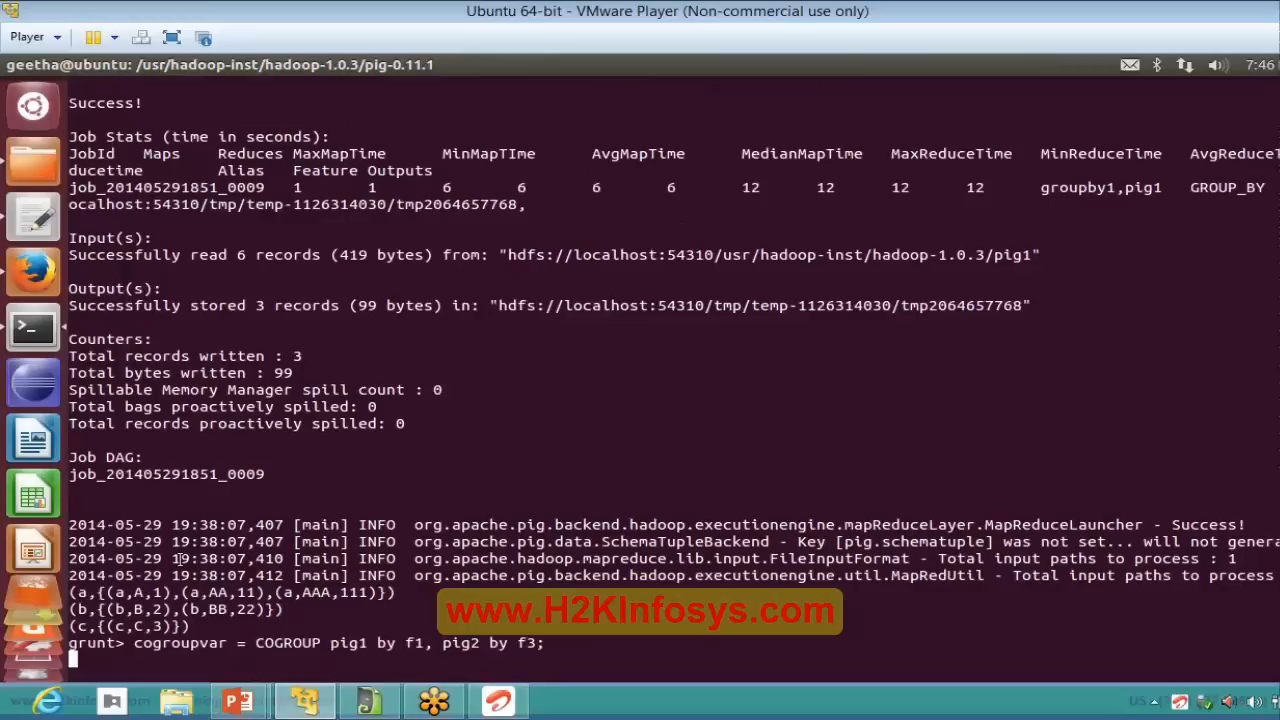 Ubuntu 64-bit - VMware Player (Non-commercial use only)
Player
geetha@ubuntu: /usr/hadoop-inst/hadoop-1.0.3/pig-0.11.1 7:46
Success!
Job Stats (time in seconds):
JobId Maps Reduces MaxMapTime MinMapTIme AvgMapTime MedianMapTime MaxReduceTime MinReduceTime AvgReduceT
ducetime Alias Feature Outputs
job_201405291851_0009 1 1 6 6 6 6 12 12 12 12 groupby1,pig1 GROUP_BY
ocalhost:54310/tmp/temp-1126314030/tmp2064657768,
Input(s):
Successfully read 6 records (419 bytes) from: "hdfs://localhost:54310/usr/hadoop-inst/hadoop-1.0.3/pig1"
Output(s):
Successfully stored 3 records (99 bytes) in: "hdfs://localhost:54310/tmp/temp-1126314030/tmp2064657768"
Counters:
Total records written : 3
Total bytes written : 99
Spillable Memory Manager spill count : 0
Total bags proactively spilled: 0
Total records proactively spilled: 0
Job DAG:
job_201405291851_0009
2014-05-29 19:38:07,407 [main] INFO org.apache.pig.backend.hadoop.executionengine.mapReduceLayer.MapReduceLauncher - Success!
2014-05-29 19:38:07,407 [main] INFO org.apache.pig.data.SchemaTupleBackend - Key [pig.schematuple] was not set... will not genera
2014-05-29 19:38:07,410 [main] INFO org.apache.hadoop.mapreduce.lib.input.FileInputFormat - Total input paths to process : 1
2014-05-29 19:38:07,412 [main] INFO org.apache.pig.backend.hadoop.executionengine.util.MapRedUtil - Total input paths to process
(a,{(a,A,1),(a,AA,11),(a,AAA,111)})
(b,{(b,B,2),(b,BB,22)})
(c,{(c,C,3)})
www.H2KInfosys.com
grunt> cogroupvar = COGROUP pig1 by f1, pig2 by f3;
US